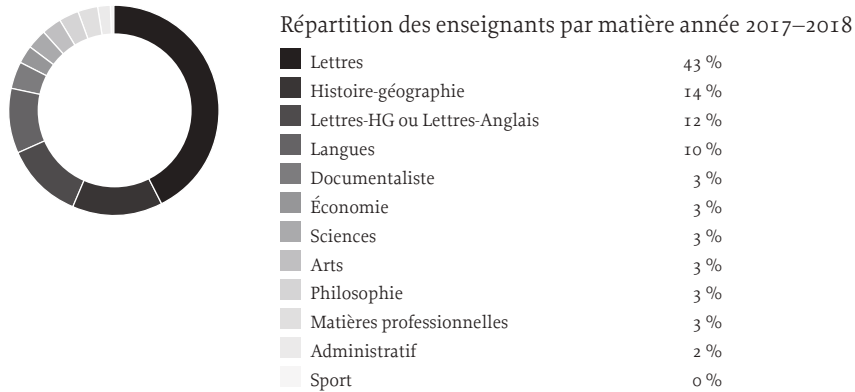 Répartition des enseignants par matière année 2017–2018
Lettres 43 %
Histoire-géographie 14 %
Lettres-HG ou Lettres-Anglais 12 %
Langues 10 %
Documentaliste 3 %
Économie 3 %
Sciences 3 %
Arts 3 %
Philosophie 3 %
Matières professionnelles 3 %
Administratif 2 %
Sport 0 %